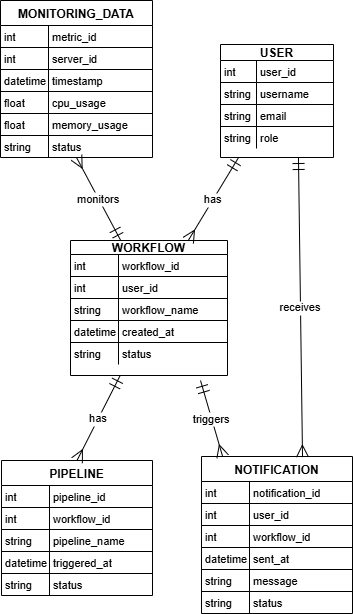 MONITORING_DATA
int metric_id
int server_id
datetime timestamp
float cpu_usage
float memory_usage
string status
USER
int user_id
string username
string email
string role
monitors
has
WORKFLOW
int workflow_id
int user_id
string workflow_name
datetime created_at
string status
receives
has
triggers
PIPELINE
int pipeline_id
int workflow_id
string pipeline_name
datetime triggered_at
string status
NOTIFICATION
int notification_id
int user_id
int workflow_id
datetime sent_at
string message
string status